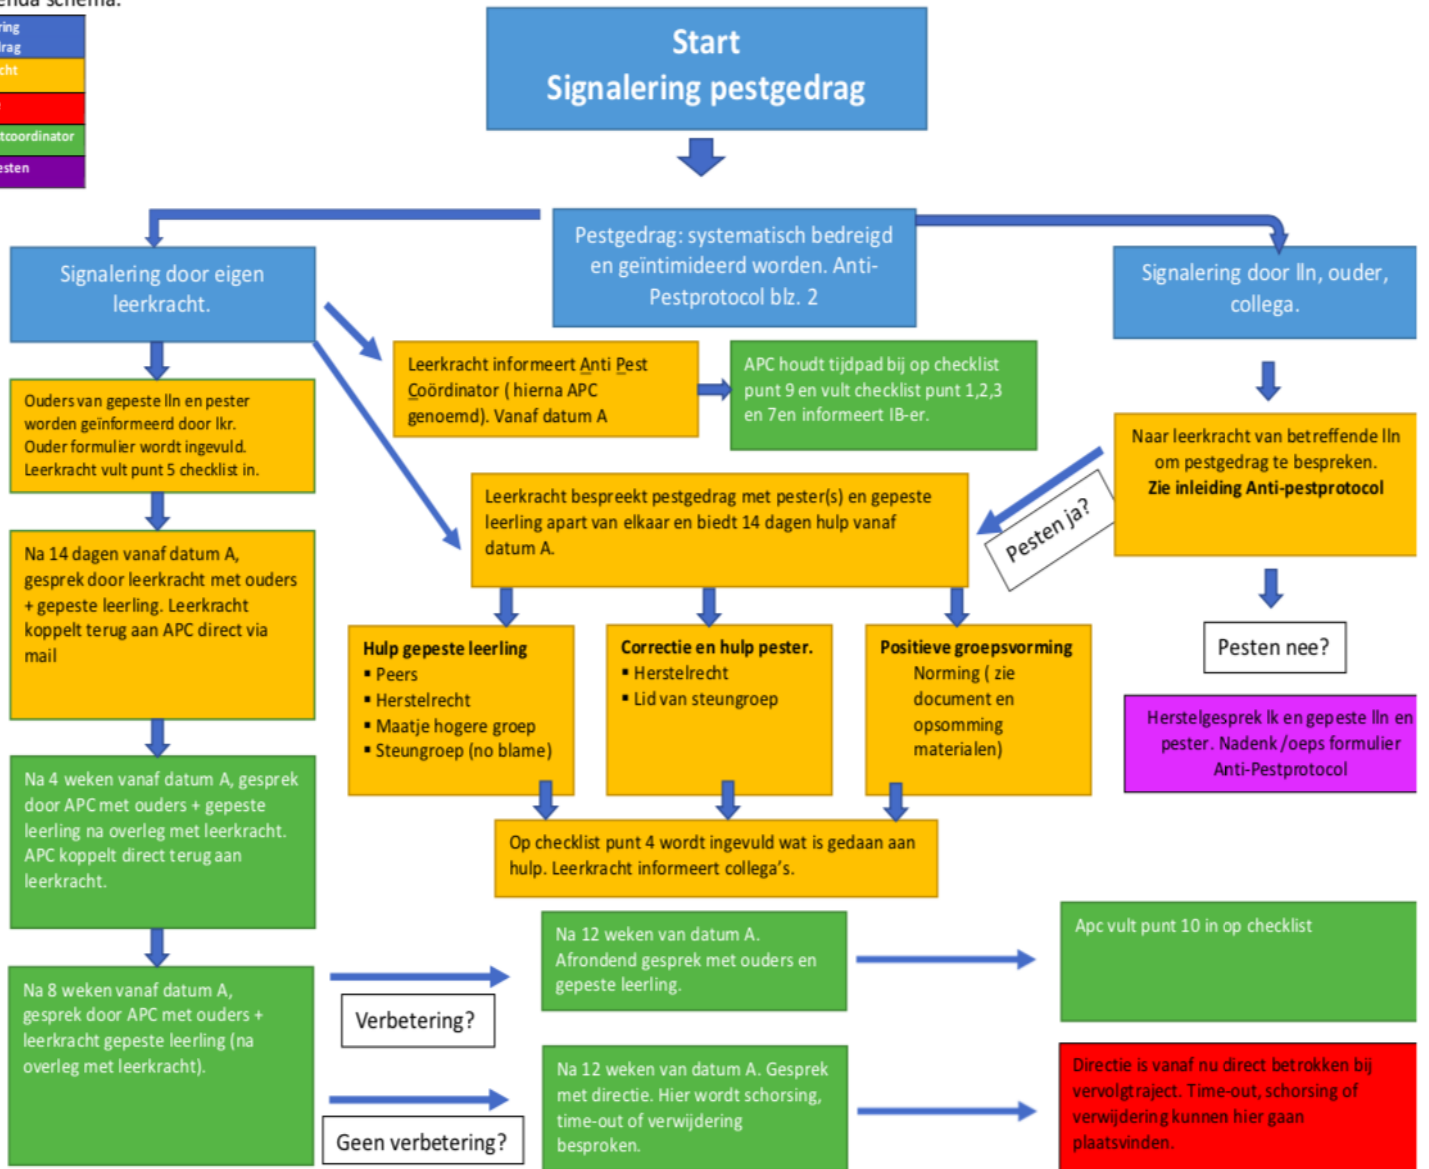 enda schema:
ring
rag
cht
tcoordinator
esten
Start
Signalering pestgedrag
Pestgedrag: systematisch bedreigd
en geïntimideerd worden. Anti-
Pestprotocol blz. 2
Signalering door eigen
leerkracht.
Signalering door lln, ouder,
collega.
Leerkracht informeert Anti Pest
Coördinator ( hierna APC
genoemd). Vanaf datum A
APC houdt tijdpad bij op checklist
punt 9 en vult checklist punt 1,2,3
en 7en informeert IB-er.
Ouders van gepeste lln en pester
worden geïnformeerd door lkr.
Ouder formulier wordt ingevuld.
Leerkracht vult punt 5 checklist in.
Naar leerkracht van betreffende lln
om pestgedrag te bespreken.
Zie inleiding Anti-pestprotocol
Leerkracht bespreekt pestgedrag met pester(s) en gepeste
leerling apart van elkaar en biedt 14 dagen hulp vanaf
datum A.
Pesten ja?
Na 14 dagen vanaf datum A,
gesprek door leerkracht met ouders
+ gepeste leerling. Leerkracht
koppelt terug aan APC direct via
mail
Hulp gepeste leerling
▪ Peers
▪ Herstelrecht
▪ Maatje hogere groep
▪ Steungroep (no blame)
Correctie en hulp pester.
▪ Herstelrecht
▪ Lid van steungroep
Positieve groepsvorming
Norming ( zie
document en
opsomming
materialen)
Pesten nee?
Herstelgesprek lk en gepeste lln en
pester. Nadenk /oeps formulier
Anti-Pestprotocol
Na 4 weken vanaf datum A, gesprek
door APC met ouders + gepeste
leerling na overleg met leerkracht.
APC koppelt direct terug aan
leerkracht.
Op checklist punt 4 wordt ingevuld wat is gedaan aan
hulp. Leerkracht informeert collega's.
Na 8 weken vanaf datum A,
gesprek door APC met ouders +
leerkracht gepeste leerling (na
overleg met leerkracht).
Verbetering?
Na 12 weken van datum A.
Afrondend gesprek met ouders en
gepeste leerling.
Apc vult punt 10 in op checklist
Geen verbetering?
Na 12 weken van datum A. Gesprek
met directie. Hier wordt schorsing,
time-out of verwijdering
besproken.
Directie is vanaf nu direct betrokken bij
vervolgtraject. Time-out, schorsing of
verwijdering kunnen hier gaan
plaatsvinden.